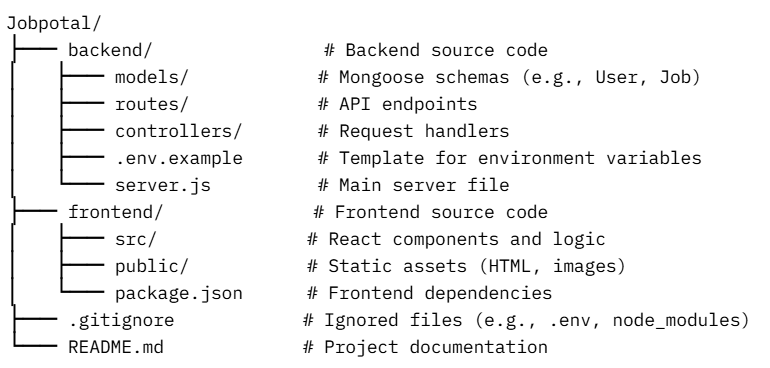 Jobpotal/
├── backend/ # Backend source code
│ ├── models/ # Mongoose schemas (e.g., User, Job)
│ ├── routes/ # API endpoints
│ ├── controllers/ # Request handlers
│ ├── .env.example # Template for environment variables
│ └── server.js # Main server file
├── frontend/ # Frontend source code
│ ├── src/ # React components and logic
│ ├── public/ # Static assets (HTML, images)
│ └── package.json # Frontend dependencies
├── .gitignore # Ignored files (e.g., .env, node_modules)
└── README.md # Project documentation